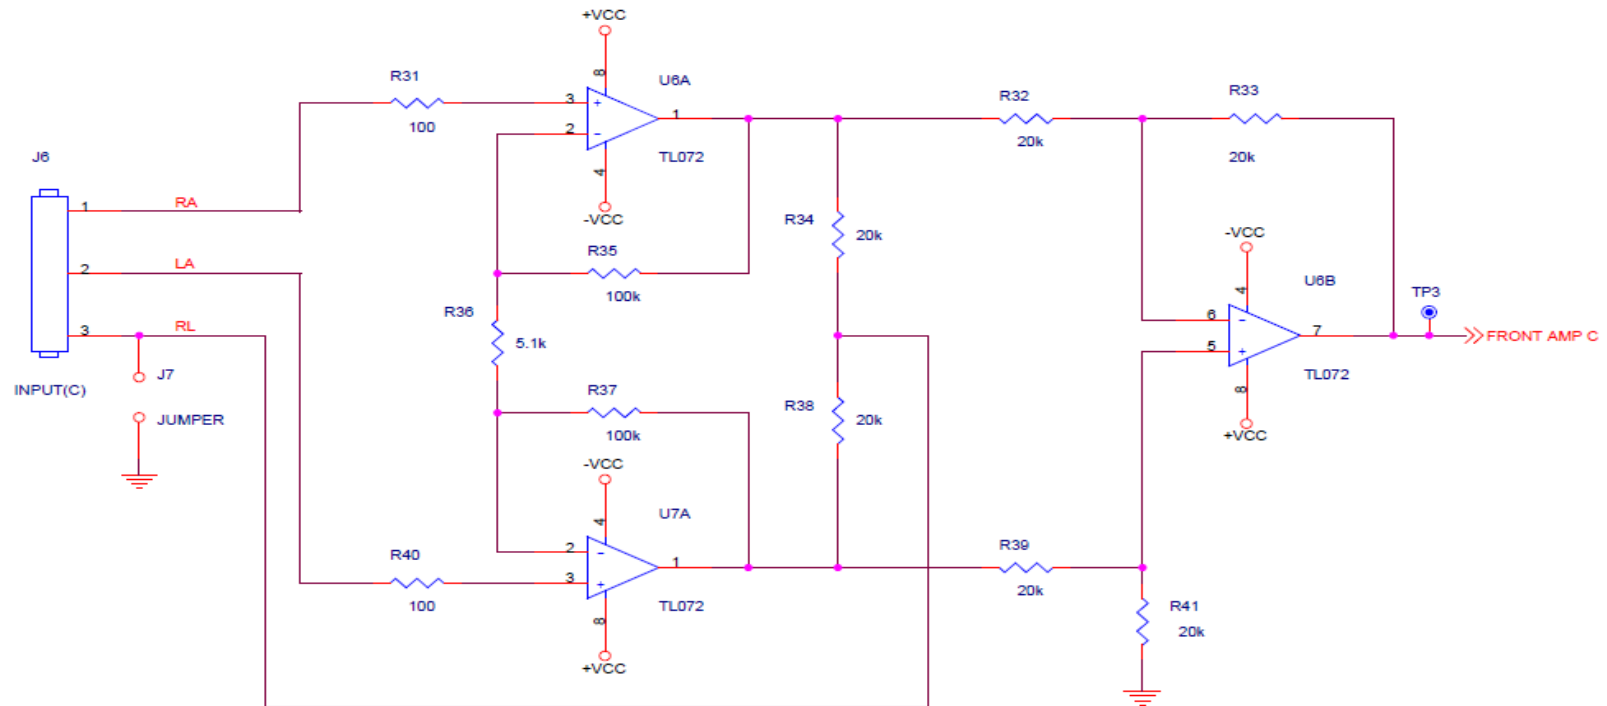 +VCC
8
R31
100
3
+
2
-
1
U6A
TL072
4
-VCC
R32
20k
R33
20k
J6
1
RA
2
LA
3
RL
INPUT(C)
J7
JUMPER
R35
100k
R36
5.1k
R37
100k
R34
20k
R38
20k
-VCC
4
U6B
6
-
5
+
7
TL072
8
+VCC
TP3
FRONT AMP C
-VCC
4
U7A
2
-
3
+
1
TL072
8
+VCC
R40
100
R39
20k
R41
20k